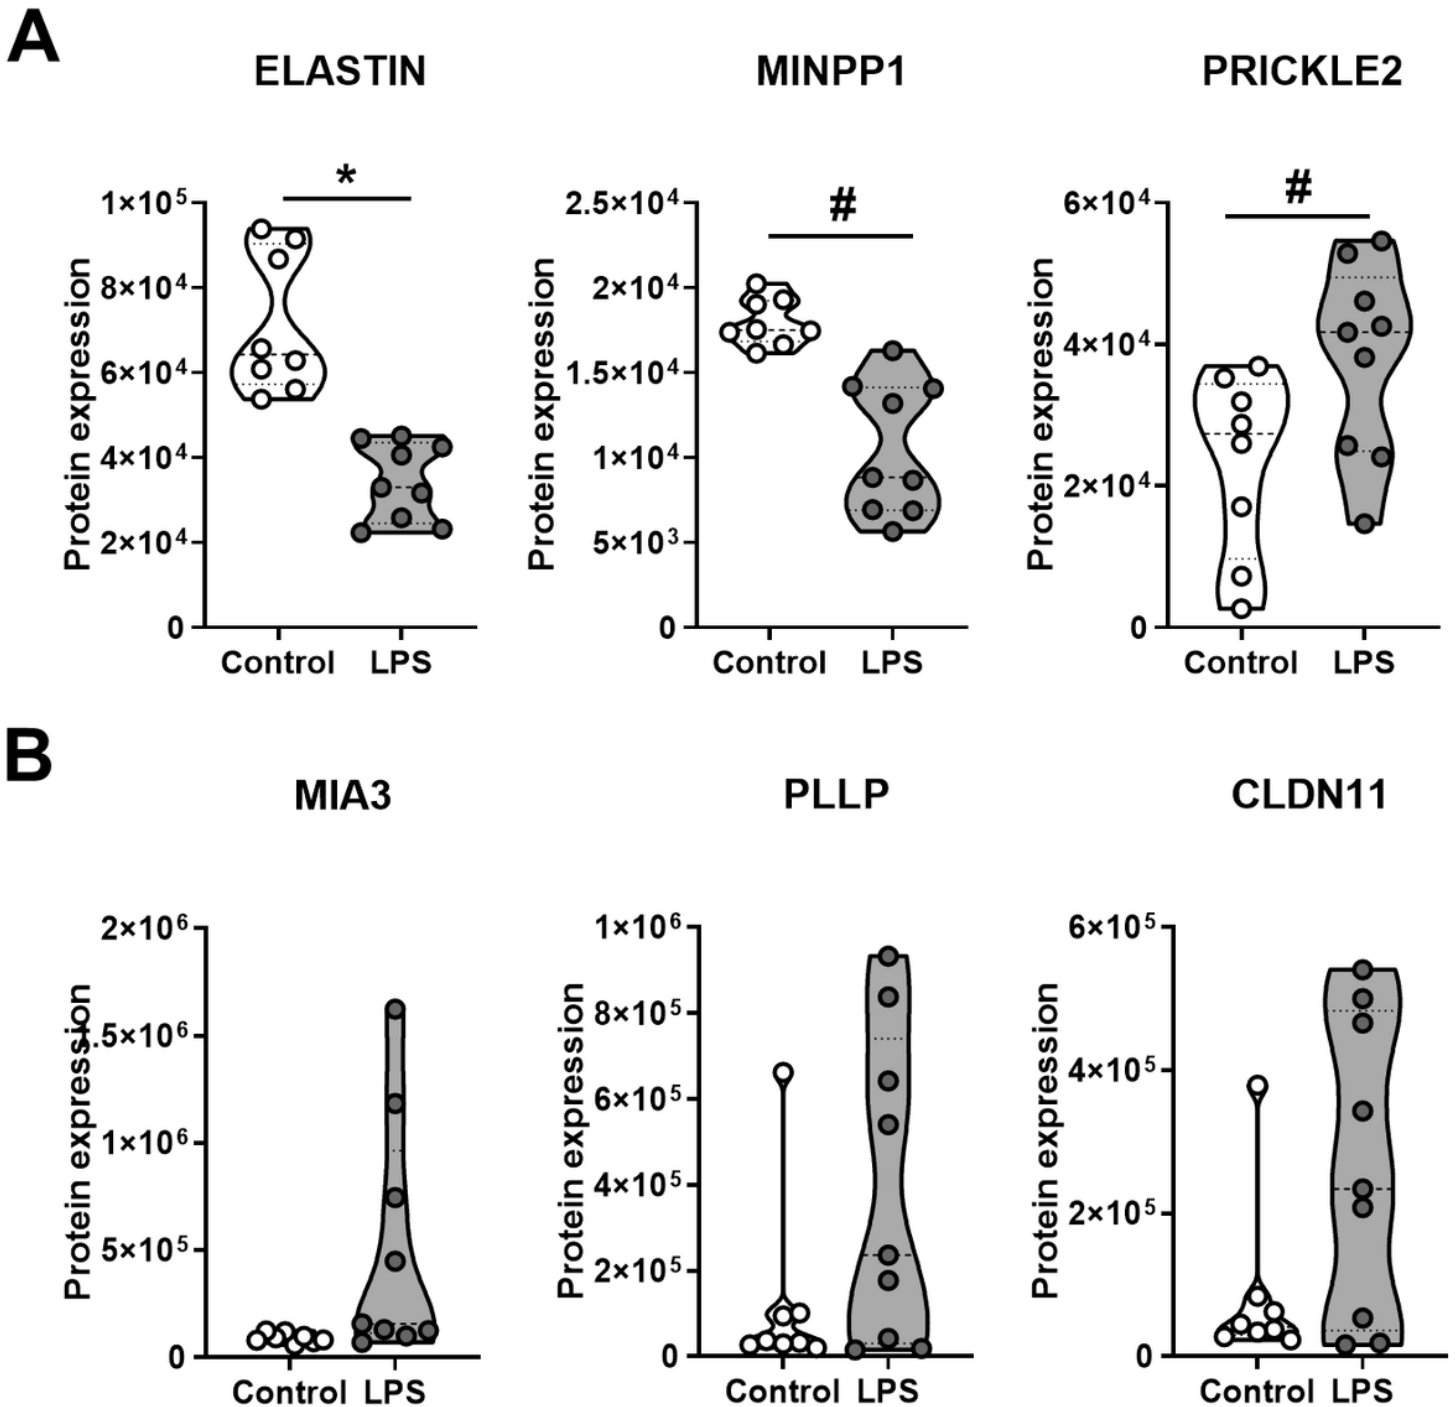 A
ELASTIN
MINPP1
PRICKLE2
*
#
#
Protein expression
1×10⁵
8×10⁴
6×10⁴
4×10⁴
2×10⁴
0
Control
LPS
Protein expression
2.5×10⁴
2×10⁴
1.5×10⁴
1×10⁴
5×10³
0
Control
LPS
Protein expression
6×10⁴
4×10⁴
2×10⁴
0
Control
LPS
B
MIA3
PLLP
CLDN11
Protein expression
2×10⁶
.5×10⁶
1×10⁶
5×10⁵
0
Control
LPS
Protein expression
1×10⁶
8×10⁵
6×10⁵
4×10⁵
2×10⁵
0
Control
LPS
Protein expression
6×10⁵
4×10⁵
2×10⁵
0
Control
LPS